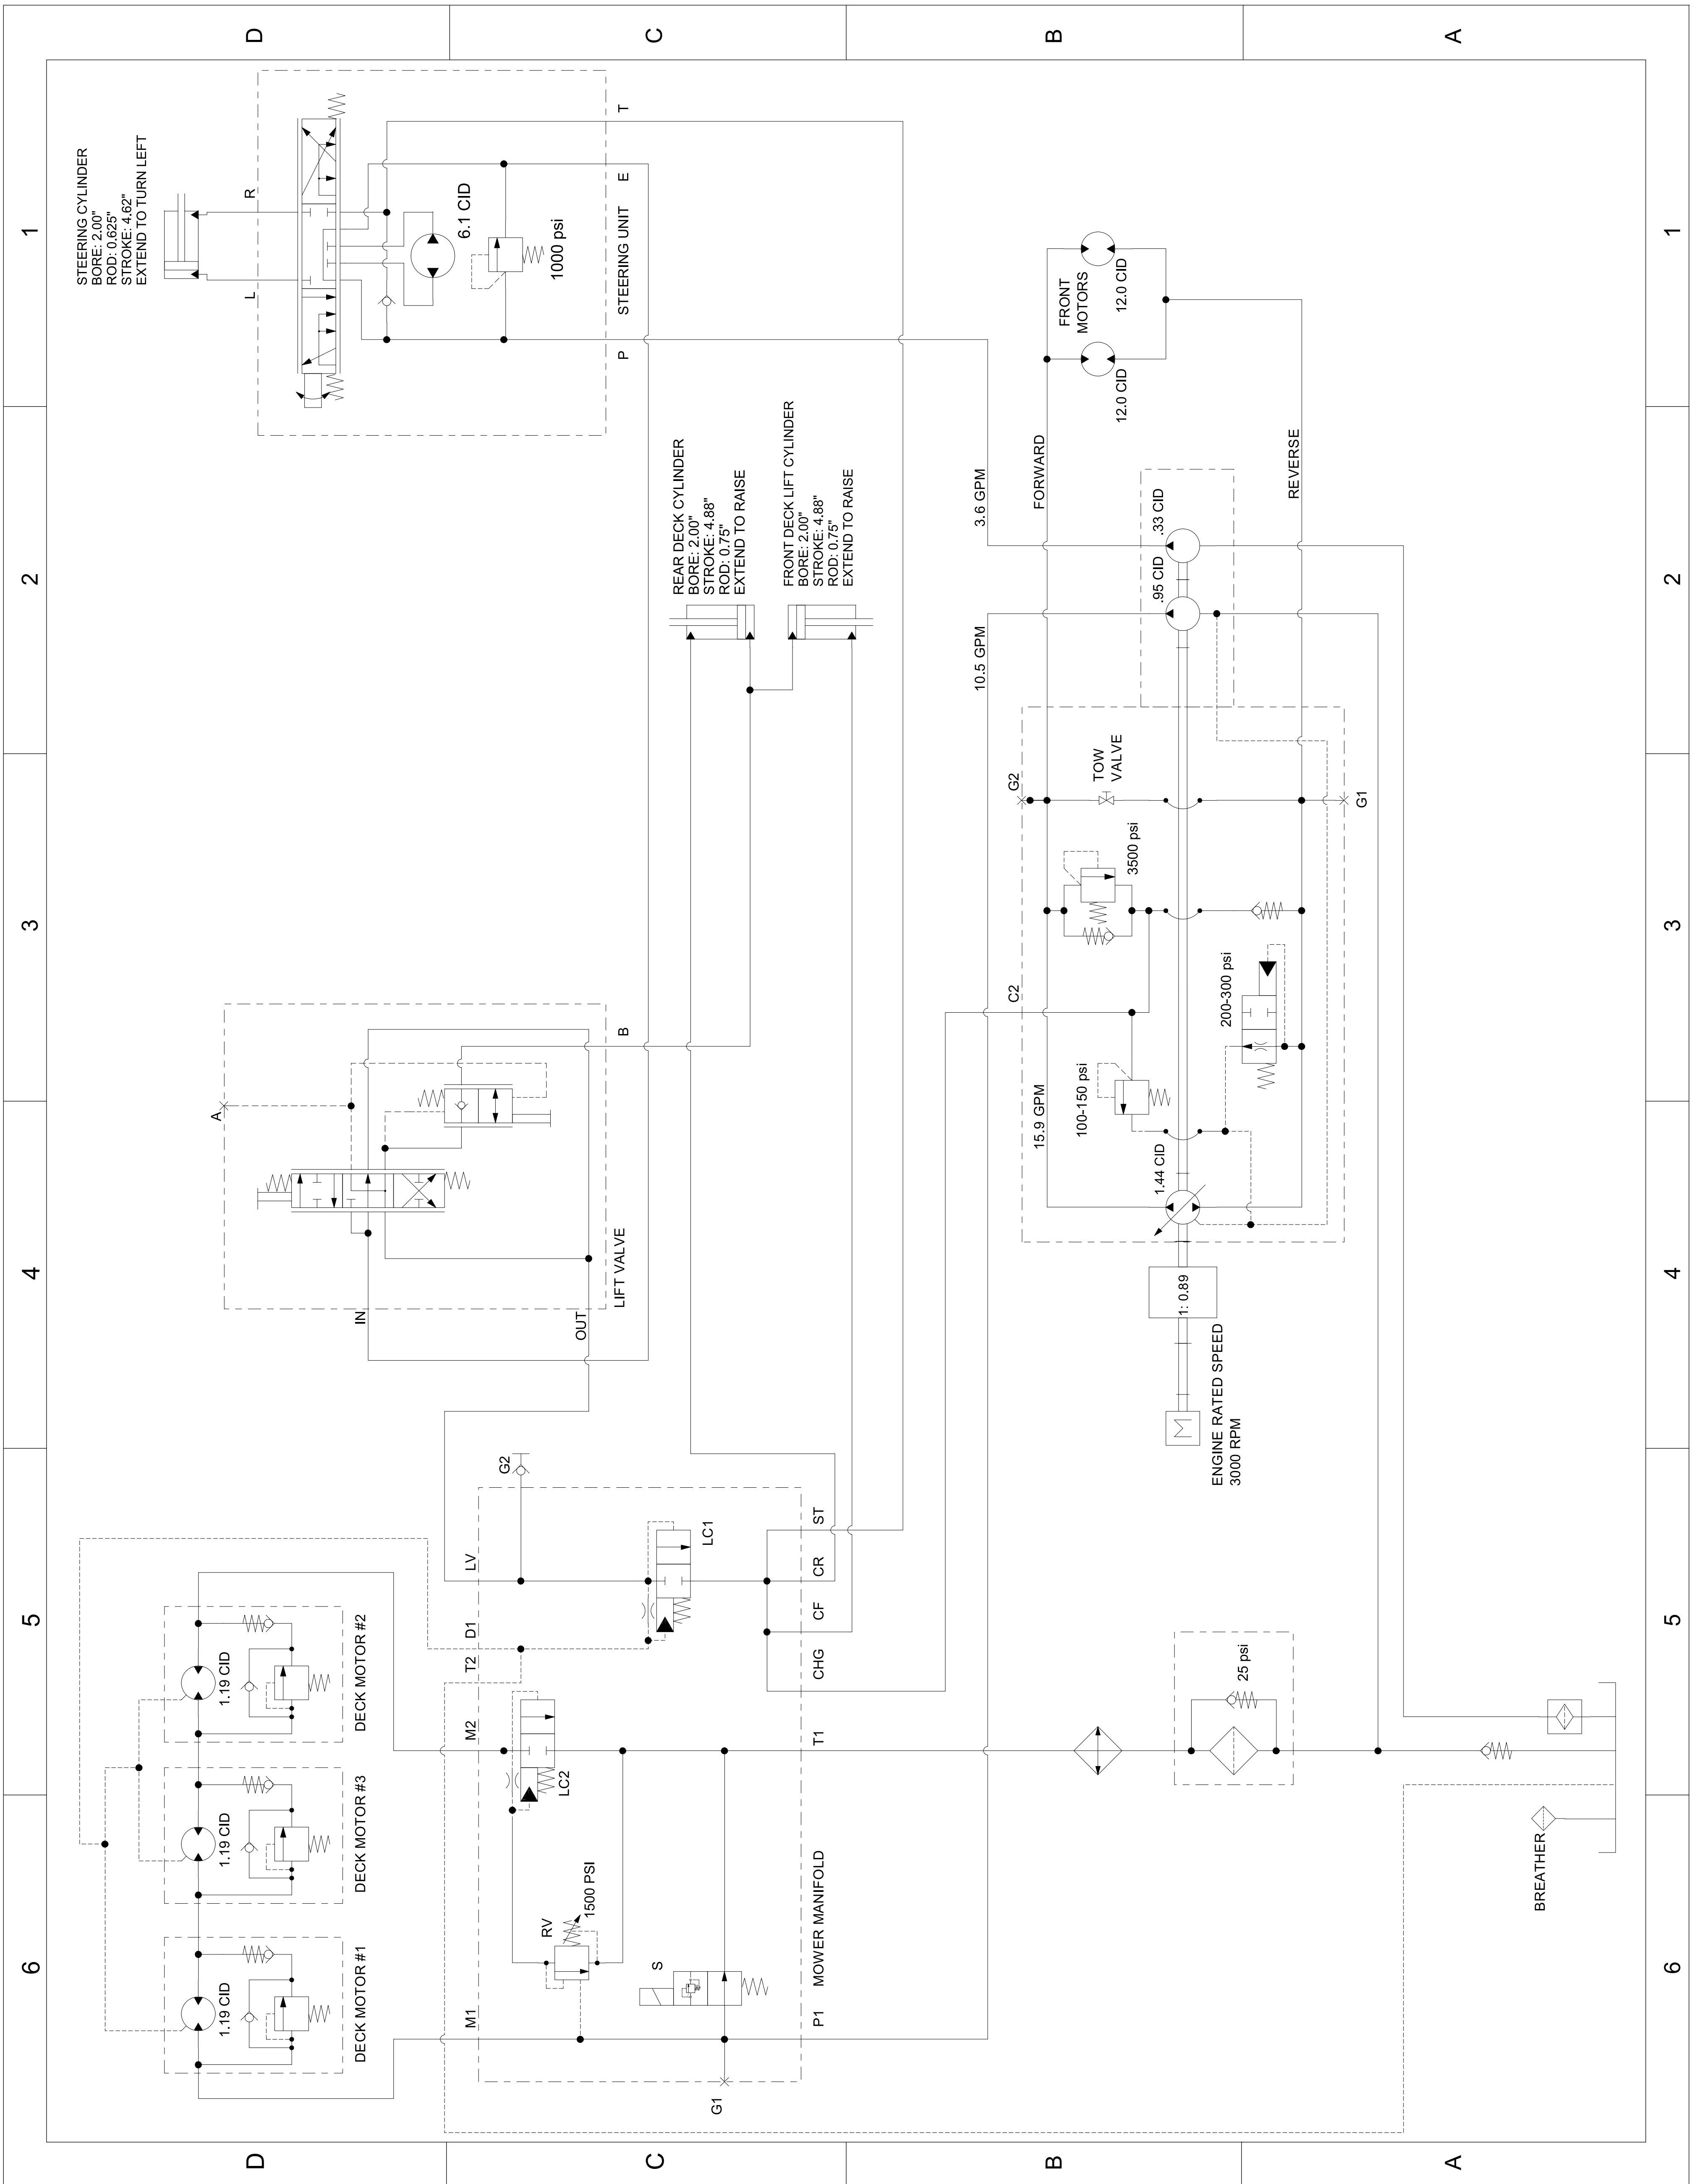 D
C
B
A
1
2
3
4
5
6
STEERING CYLINDER
BORE: 2.00"
ROD: 0.625"
STROKE: 4.62"
EXTEND TO TURN LEFT
L
R
6.1 CID
1000 psi
STEERING UNIT
P
E
T
REAR DECK CYLINDER
BORE: 2.00"
STROKE: 4.88"
ROD: 0.75"
EXTEND TO RAISE
FRONT DECK LIFT CYLINDER
BORE: 2.00"
STROKE: 4.88"
ROD: 0.75"
EXTEND TO RAISE
A
B
IN
OUT
LIFT VALVE
1.19 CID
DECK MOTOR #2
1.19 CID
DECK MOTOR #3
1.19 CID
DECK MOTOR #1
G2
LV
D1
T2
M2
M1
LC1
LC2
RV
1500 PSI
S
G1
ST
CR
CF
CHG
T1
MOWER MANIFOLD
P1
3.6 GPM
10.5 GPM
FORWARD
REVERSE
FRONT
MOTORS
12.0 CID
12.0 CID
.33 CID
.95 CID
G2
TOW
VALVE
G1
3500 psi
C2
200-300 psi
100-150 psi
15.9 GPM
1.44 CID
1: 0.89
M
ENGINE RATED SPEED
3000 RPM
25 psi
BREATHER
D
C
B
A
1
2
3
4
5
6